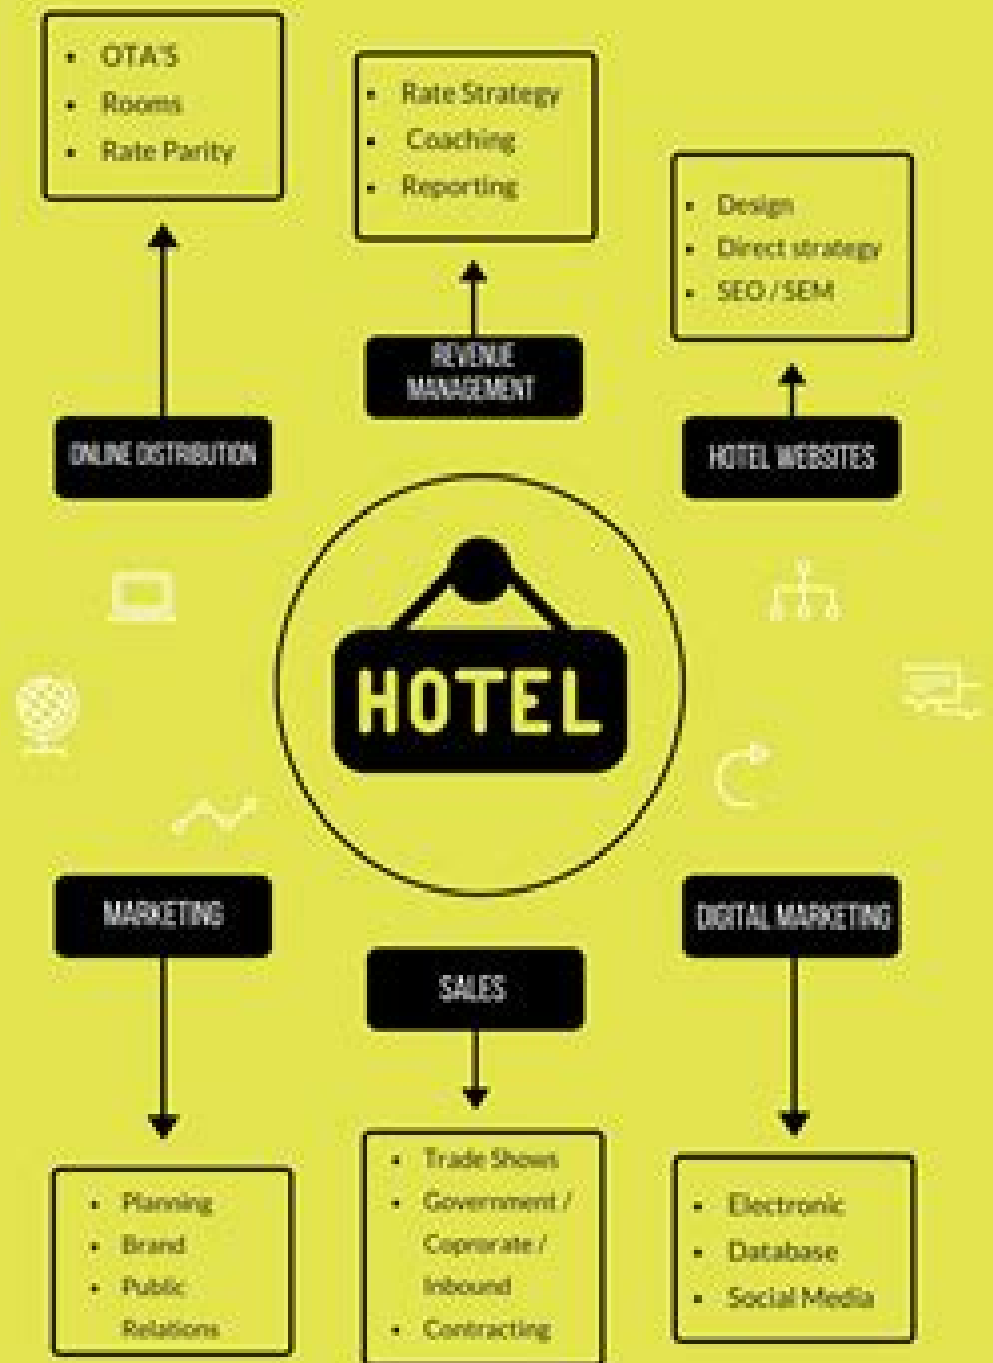 OTA'S
Rooms
Rate Parity
Rate Strategy
Coaching
Reporting
Design
Direct strategy
SEO / SEM
REVENUE
MANAGEMENT
ONLINE DISTRIBUTION
HOTEL WEBSITES
HOTEL
MARKETING
SALES
DIGITAL MARKETING
Planning
Brand
Public
Relations
Trade Shows
Government /
Coprorate /
Inbound
Contracting
Electronic
Database
Social Media